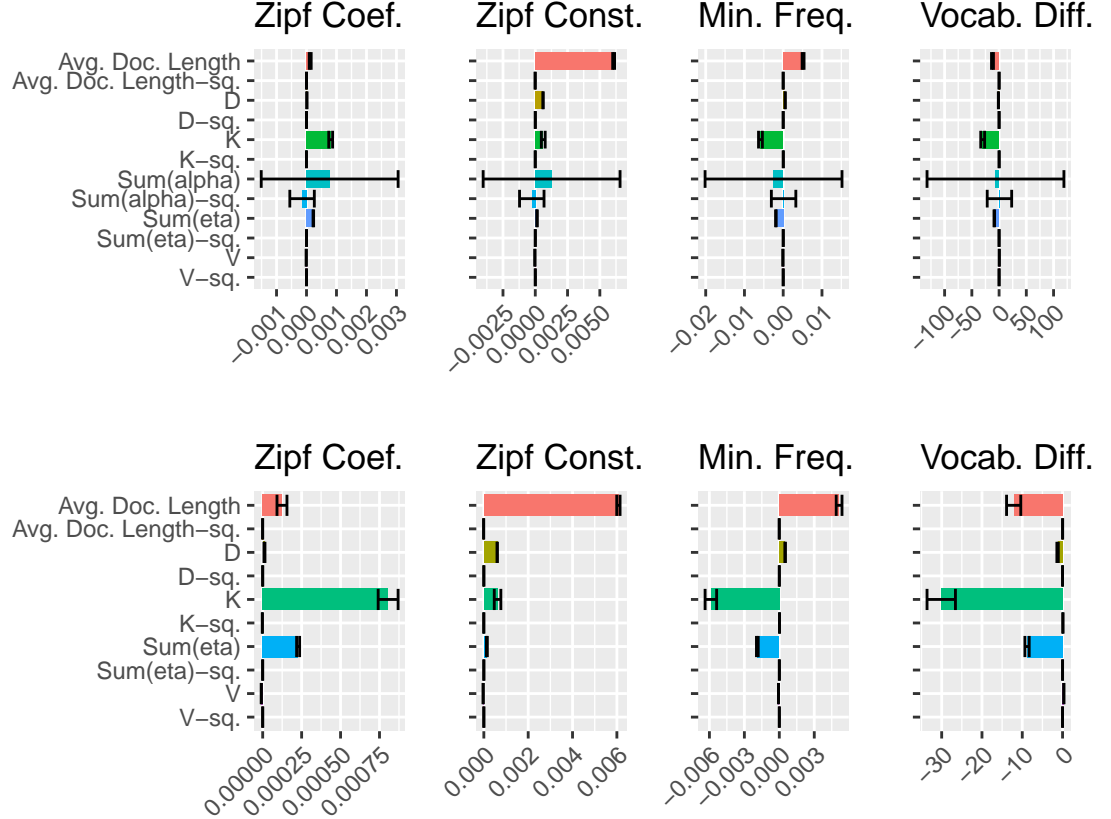 Zipf Coef. Zipf Const. Min. Freq. Vocab. Diff.
Avg. Doc. Length
Avg. Doc. Length−sq.
D
D−sq.
K
K−sq.
Sum(alpha)
Sum(alpha)−sq.
Sum(eta)
Sum(eta)−sq.
V
V−sq.
−0.001 0.000 0.001 0.002 0.003
−0.0025 0.0000 0.0025 0.0050
−0.02 −0.01 0.00 0.01
−100 −50 0 50 100
Zipf Coef. Zipf Const. Min. Freq. Vocab. Diff.
Avg. Doc. Length
Avg. Doc. Length−sq.
D
D−sq.
K
K−sq.
Sum(eta)
Sum(eta)−sq.
V
V−sq.
0.00000 0.00025 0.00050 0.00075
0.000 0.002 0.004 0.006
−0.006 −0.003 0.000 0.003
−30 −20 −10 0